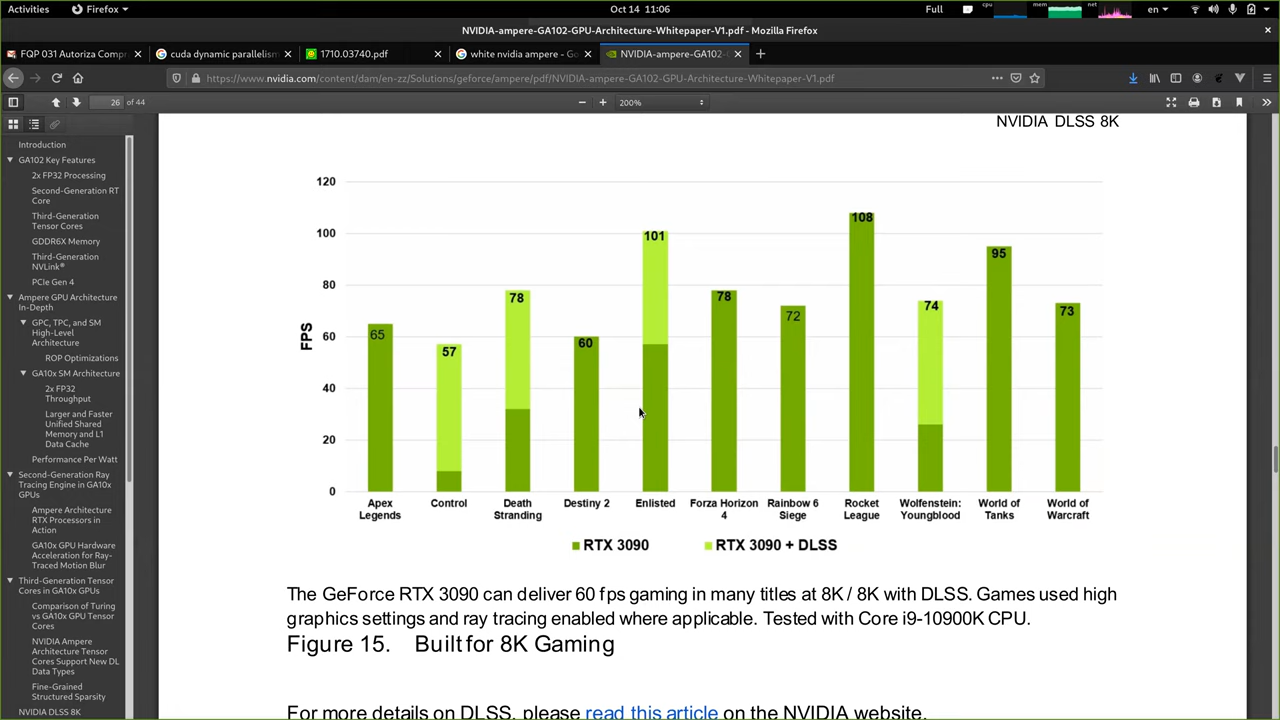 Activities
Firefox
Oct 14 11:06
Full
cpu
mem
net
en
NVIDIA-ampere-GA102-GPU-Architecture-Whitepaper-V1.pdf - Mozilla Firefox
FQP 031 Autoriza Compr
cuda dynamic parallelism
1710.03740.pdf
white nvidia ampere - Go
NVIDIA-ampere-GA102-
https://www.nvidia.com/content/dam/en-zz/Solutions/geforce/ampere/pdf/NVIDIA-ampere-GA102-GPU-Architecture-Whitepaper-V1.pdf
26 of 44
200%
Introduction
GA102 Key Features
2x FP32 Processing
Second-Generation RT
Core
Third-Generation
Tensor Cores
GDDR6X Memory
Third-Generation
NVLink®
PCIe Gen 4
Ampere GPU Architecture
In-Depth
GPC, TPC, and SM
High-Level
Architecture
ROP Optimizations
GA10x SM Architecture
2x FP32
Throughput
Larger and Faster
Unified Shared
Memory and L1
Data Cache
Performance Per Watt
Second-Generation Ray
Tracing Engine in GA10x
GPUs
Ampere Architecture
RTX Processors in
Action
GA10x GPU Hardware
Acceleration for Ray-
Traced Motion Blur
Third-Generation Tensor
Cores in GA10x GPUs
Comparison of Turing
vs GA10x GPU Tensor
Cores
NVIDIA Ampere
Architecture Tensor
Cores Support New DL
Data Types
Fine-Grained
Structured Sparsity
NVIDIA DLSS 8K
NVIDIA DLSS 8K
120
100
80
60
40
20
0
FPS
65
57
78
60
101
78
72
108
74
95
73
Apex
Legends
Control
Death
Stranding
Destiny 2
Enlisted
Forza Horizon
4
Rainbow 6
Siege
Rocket
League
Wolfenstein:
Youngblood
World of
Tanks
World of
Warcraft
RTX 3090
RTX 3090 + DLSS
The GeForce RTX 3090 can deliver 60 fps gaming in many titles at 8K / 8K with DLSS. Games used high
graphics settings and ray tracing enabled where applicable. Tested with Core i9-10900K CPU.
Figure 15. Built for 8K Gaming
For more details on DLSS, please read this article on the NVIDIA website.